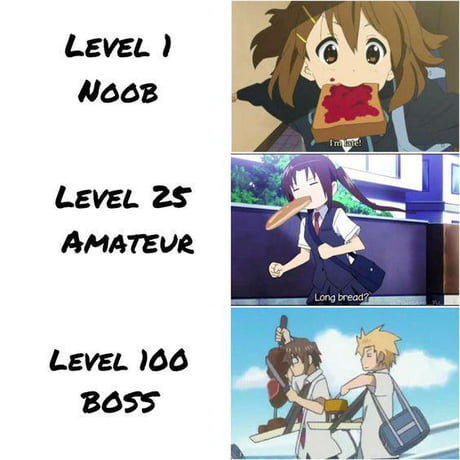 LEVEL 1
NOOB
I'm late!
LEVEL 25
AMATEUR
Long bread?
LEVEL 100
BOSS